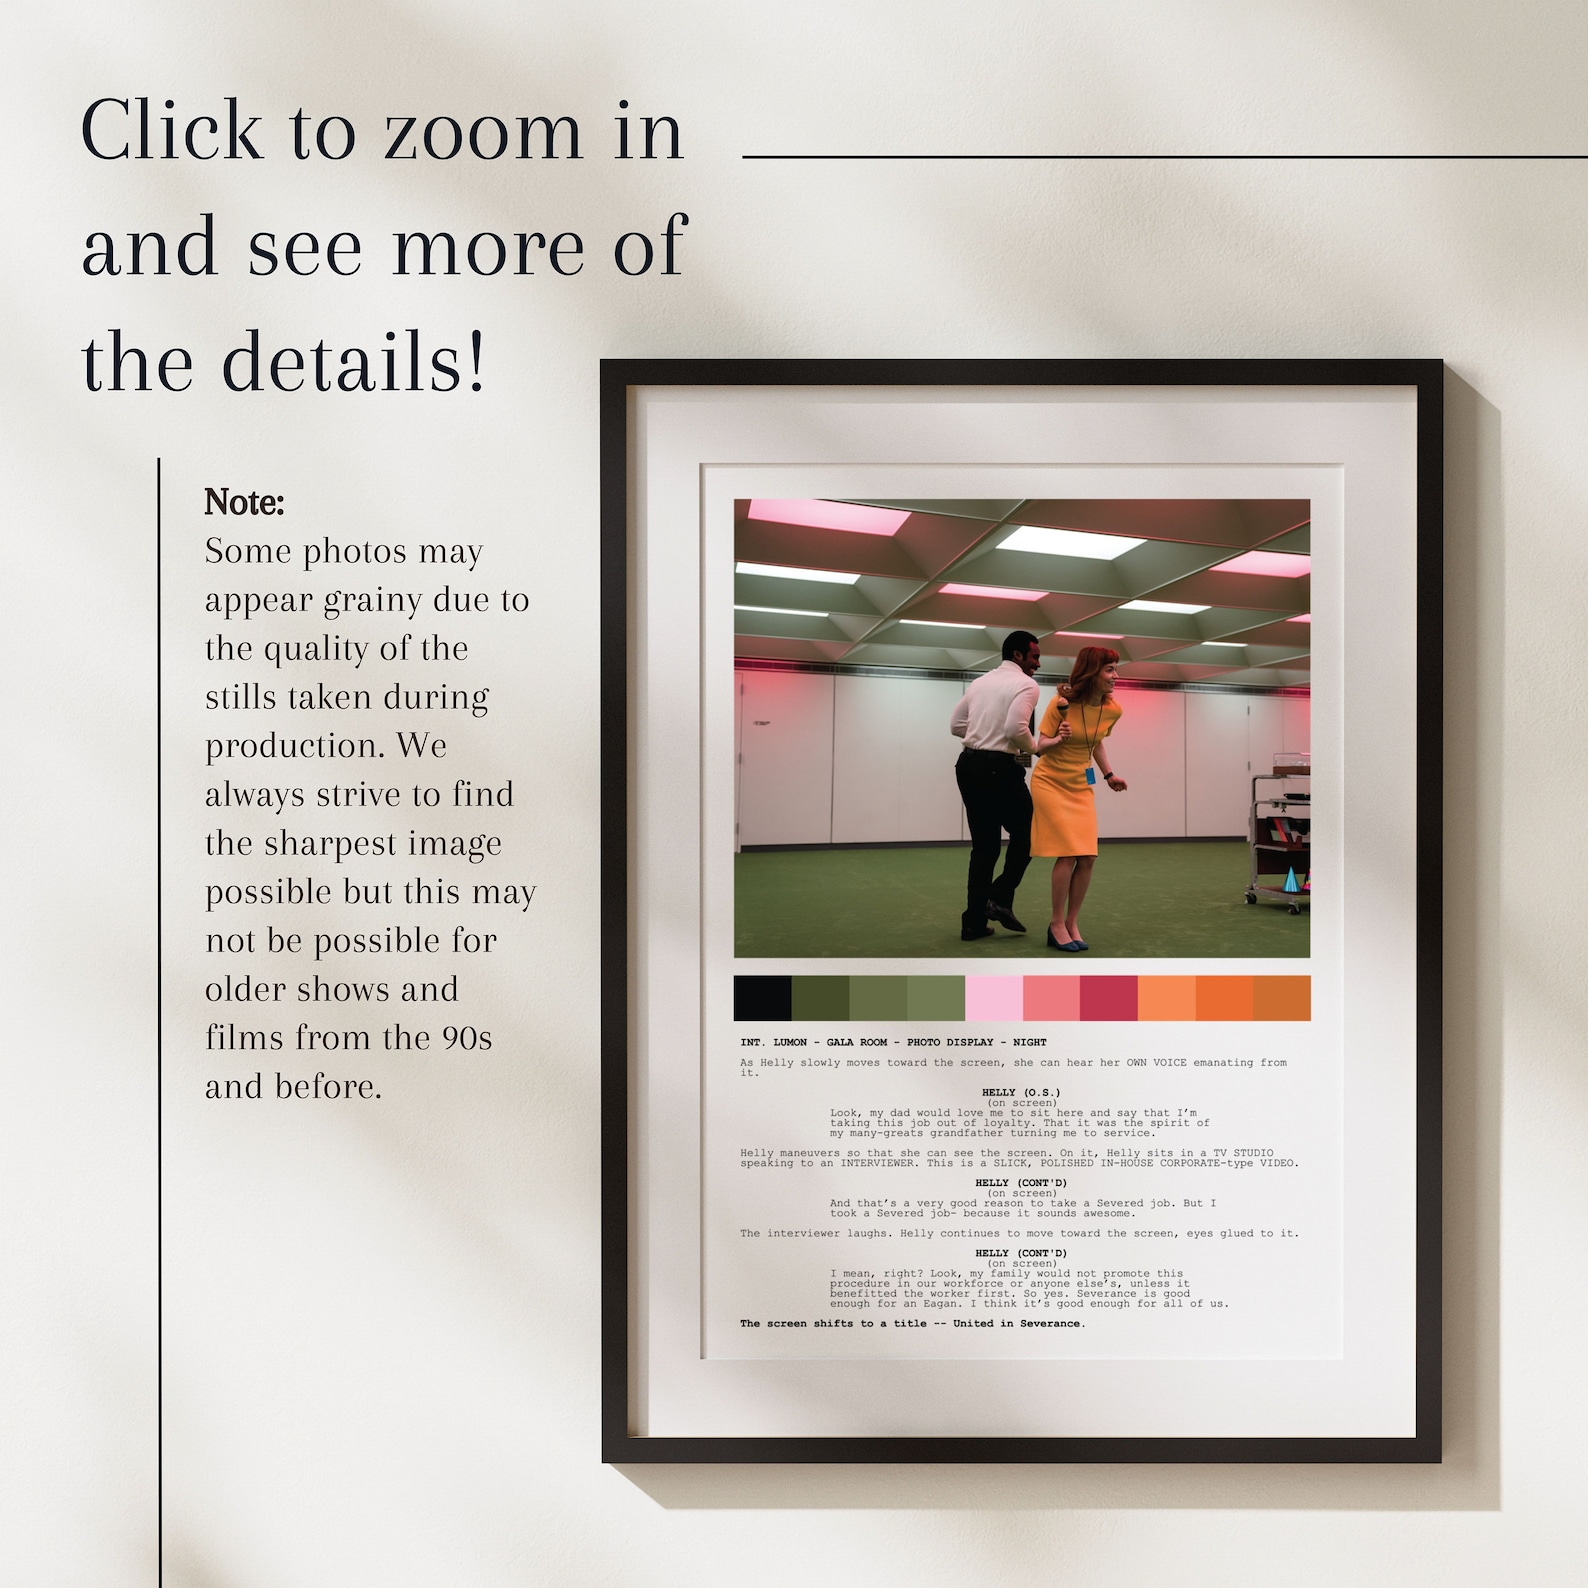 Click to zoom in
and see more of
the details!
Note:
Some photos may
appear grainy due to
the quality of the
stills taken during
production. We
always strive to find
the sharpest image
possible but this may
not be possible for
older shows and
films from the 90s
and before.
INT. LUMON - GALA ROOM - PHOTO DISPLAY - NIGHT
As Helly slowly moves toward the screen, she can hear her OWN VOICE emanating from
it.
HELLY (O.S.)
(on screen)
Look, my dad would love me to sit here and say that I'm
taking this job out of loyalty. That it was the spirit of
my many-greats grandfather turning me to service.
Helly maneuvers so that she can see the screen. On it, Helly sits in a TV STUDIO
speaking to an INTERVIEWER. This is a SLICK, POLISHED IN-HOUSE CORPORATE-type VIDEO.
HELLY (CONT'D)
(on screen)
And that's a very good reason to take a Severed job. But I
took a Severed job- because it sounds awesome.
The interviewer laughs. Helly continues to move toward the screen, eyes glued to it.
HELLY (CONT'D)
(on screen)
I mean, right? Look, my family would not promote this
procedure in our workforce or anyone else's, unless it
benefitted the worker first. So yes. Severance is good
enough for an Eagan. I think it's good enough for all of us.
The screen shifts to a title -- United in Severance.